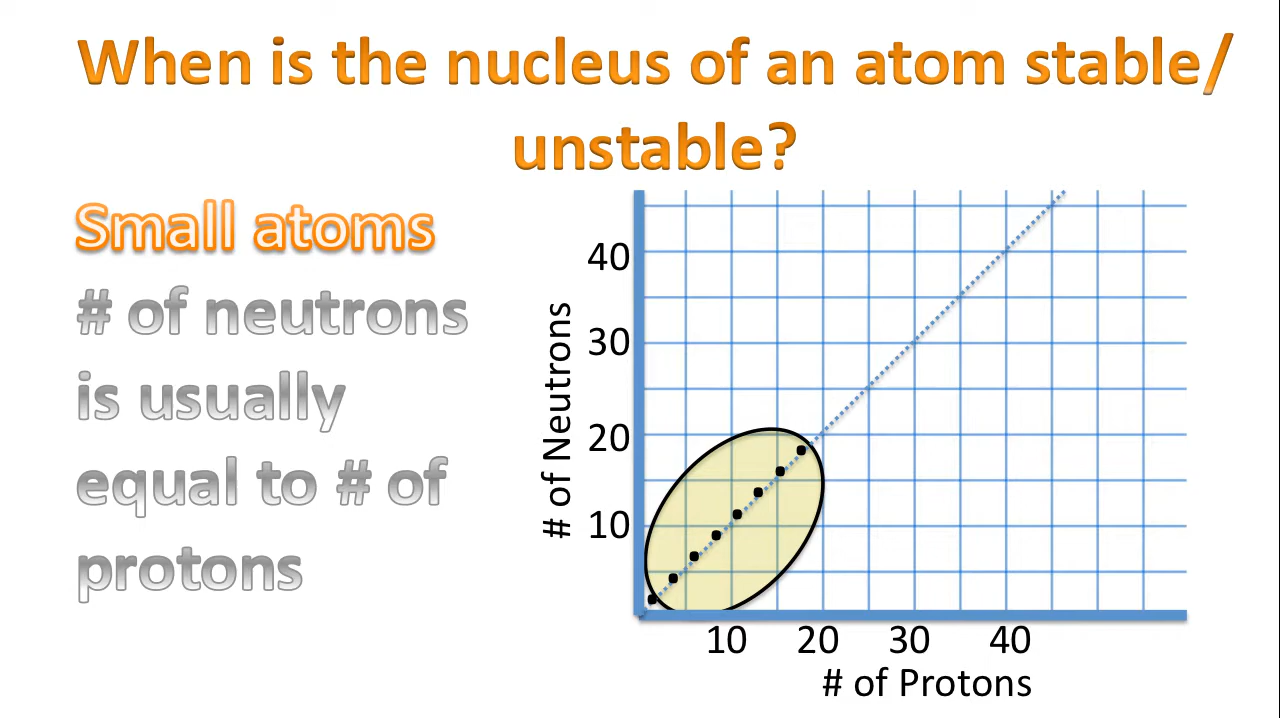 When is the nucleus of an atom stable/
unstable?
Small atoms
# of neutrons
is usually
equal to # of
protons
# of Neutrons
40
30
20
10
10 20 30 40
# of Protons